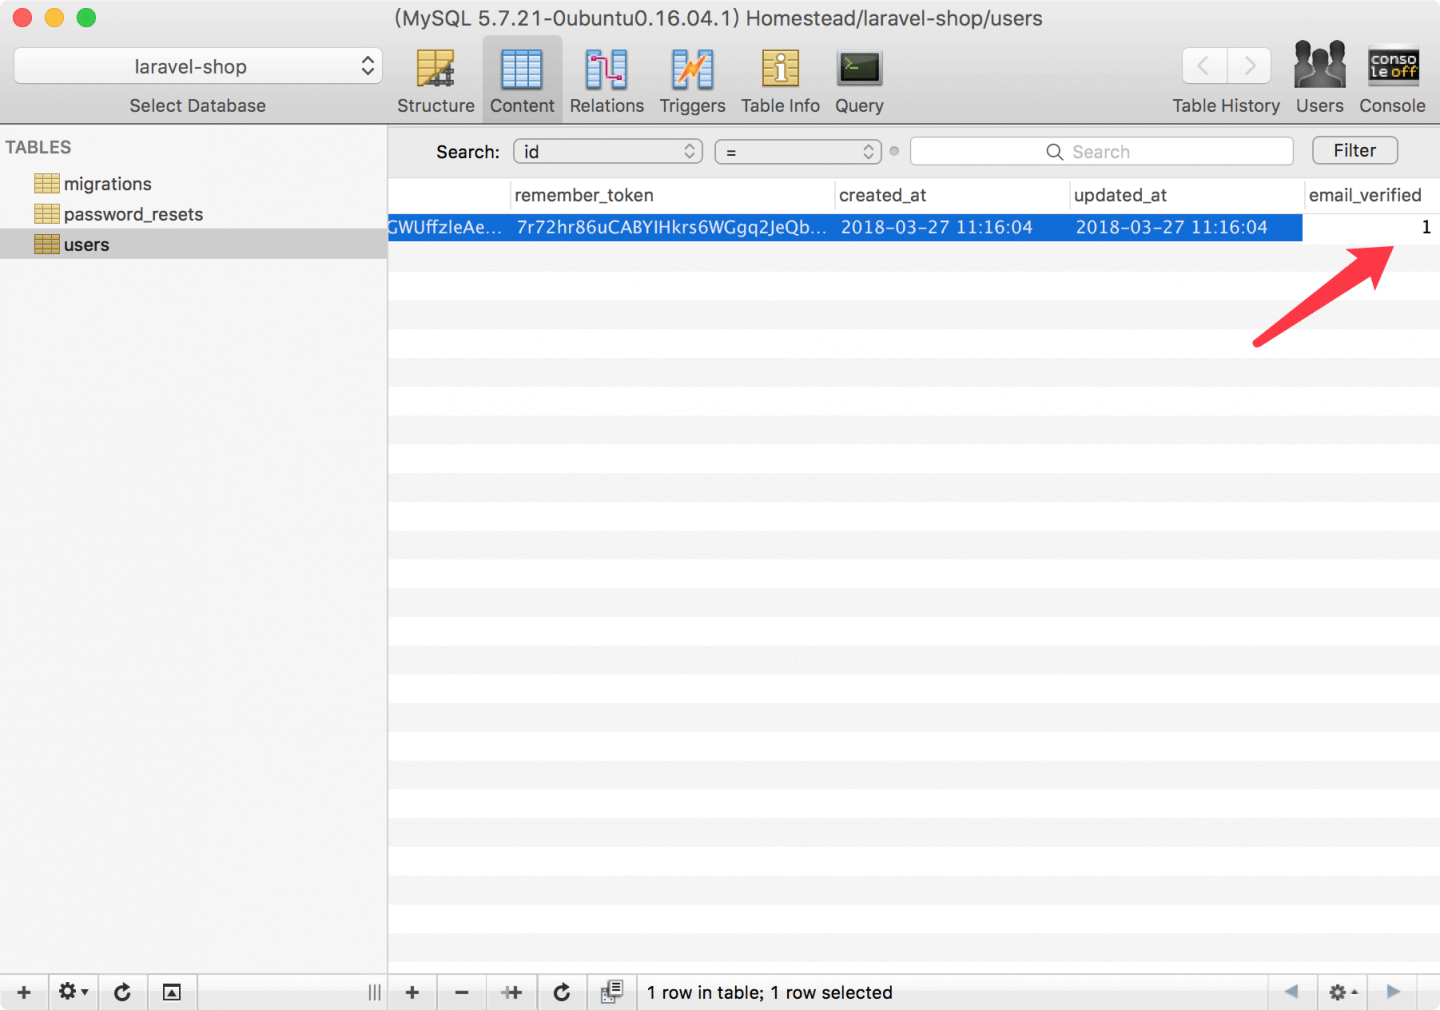 (MySQL 5.7.21-0ubuntu0.16.04.1) Homestead/laravel-shop/users
laravel-shop
Select Database
Structure
Content
Relations
Triggers
Table Info
Query
Table History
Users
conso
le off
Console
TABLES
migrations
password_resets
users
Search:
id
=
Search
Filter
remember_token
created_at
updated_at
email_verified
GWUffzleAe...
7r72hr86uCABYIHkrs6WGgq2JeQb...
2018-03-27 11:16:04
2018-03-27 11:16:04
1
1 row in table; 1 row selected